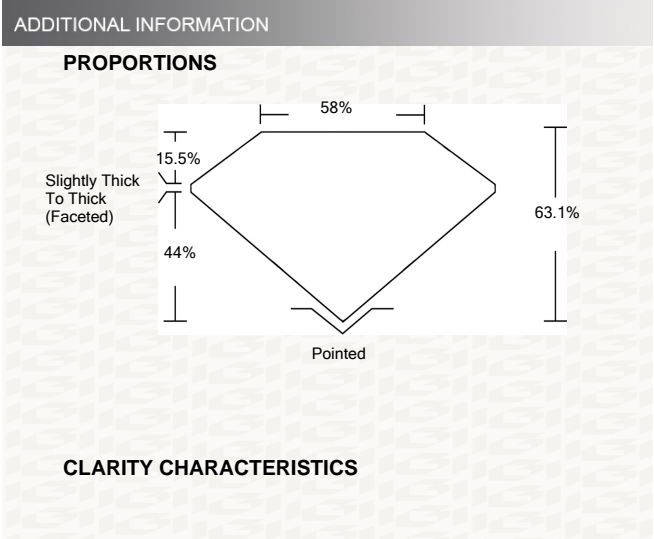 ADDITIONAL INFORMATION
PROPORTIONS
58%
15.5%
Slightly Thick
To Thick
(Faceted)
63.1%
44%
Pointed
CLARITY CHARACTERISTICS